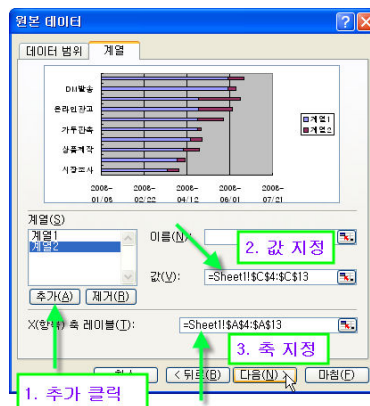 원본 데이터
데이터 범위 계열
DM발송
온라인광고
가두판촉
상품제작
시장조사
계열1
계열2
2006-01/05
2006-02/22
2006-04/12
2006-06/01
2006-07/21
계열(S)
계열1
계열2
이름(N):
2. 값 지정
값(V):
=Sheet1!$C$4:$C$13
추가(A) 제거(R)
X(항목) 축 레이블(T):
=Sheet1!$A$4:$A$13
3. 축 지정
1. 추가 클릭
취소 < 뒤로(B) 다음(N) > 마침(F)